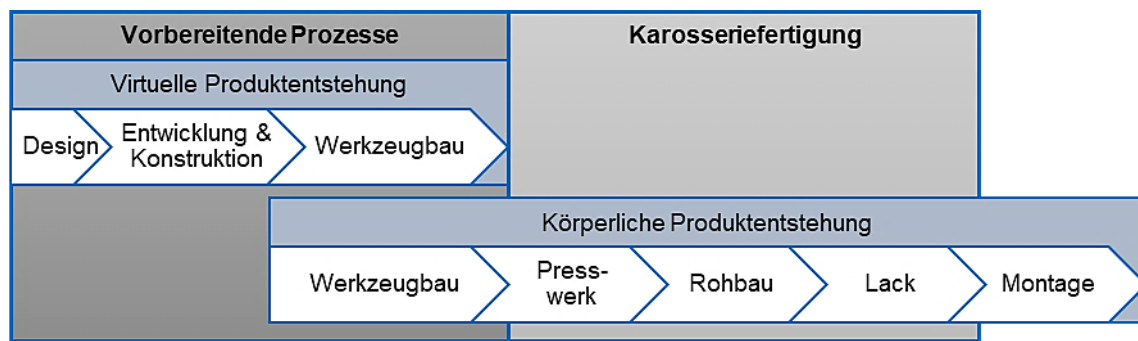 Vorbereitende Prozesse
Karosseriefertigung
Virtuelle Produktentstehung
Design
Entwicklung &
Konstruktion
Werkzeugbau
Körperliche Produktentstehung
Werkzeugbau
Press-
werk
Rohbau
Lack
Montage